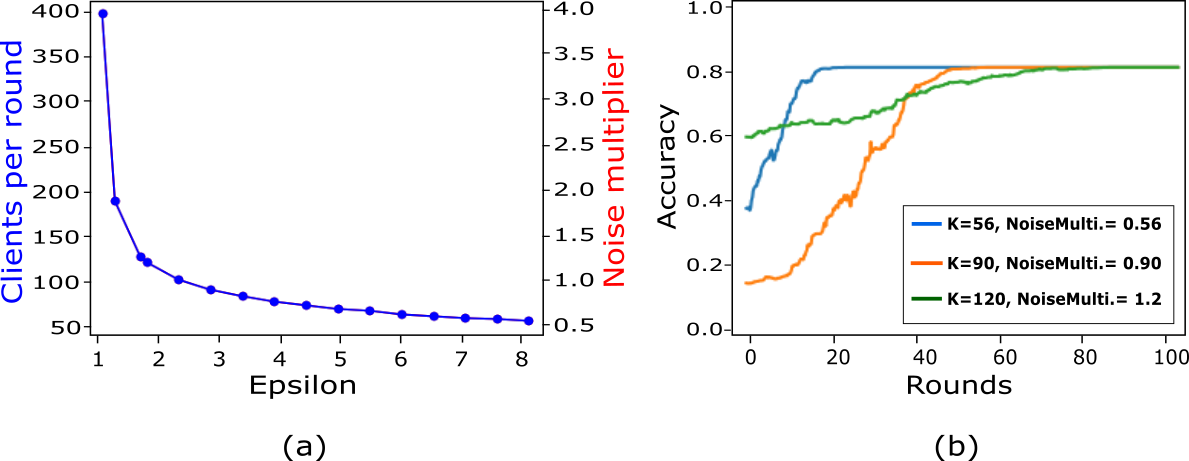 400
350
300
250
200
150
100
50
Clients per round
1 2 3 4 5 6 7 8
Epsilon
4.0
3.5
3.0
2.5
2.0
1.5
1.0
0.5
Noise multiplier
(a)
1.0
0.8
0.6
0.4
0.2
0.0
Accuracy
K=56, NoiseMulti.= 0.56
K=90, NoiseMulti.= 0.90
K=120, NoiseMulti.= 1.2
0 20 40 60 80 100
Rounds
(b)